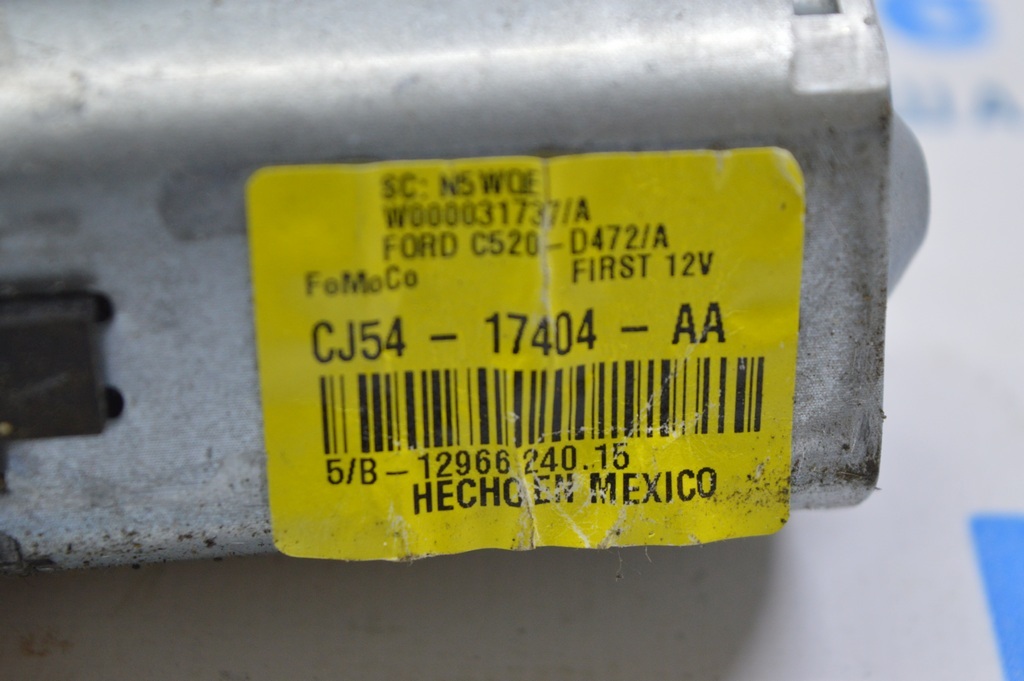 SC: N5WQE
W000031737/A
FORD C520-D472/A
FoMoCo FIRST 12V
CJ54 - 17404 - AA
5/B-12966 240.15
HECHO EN MEXICO